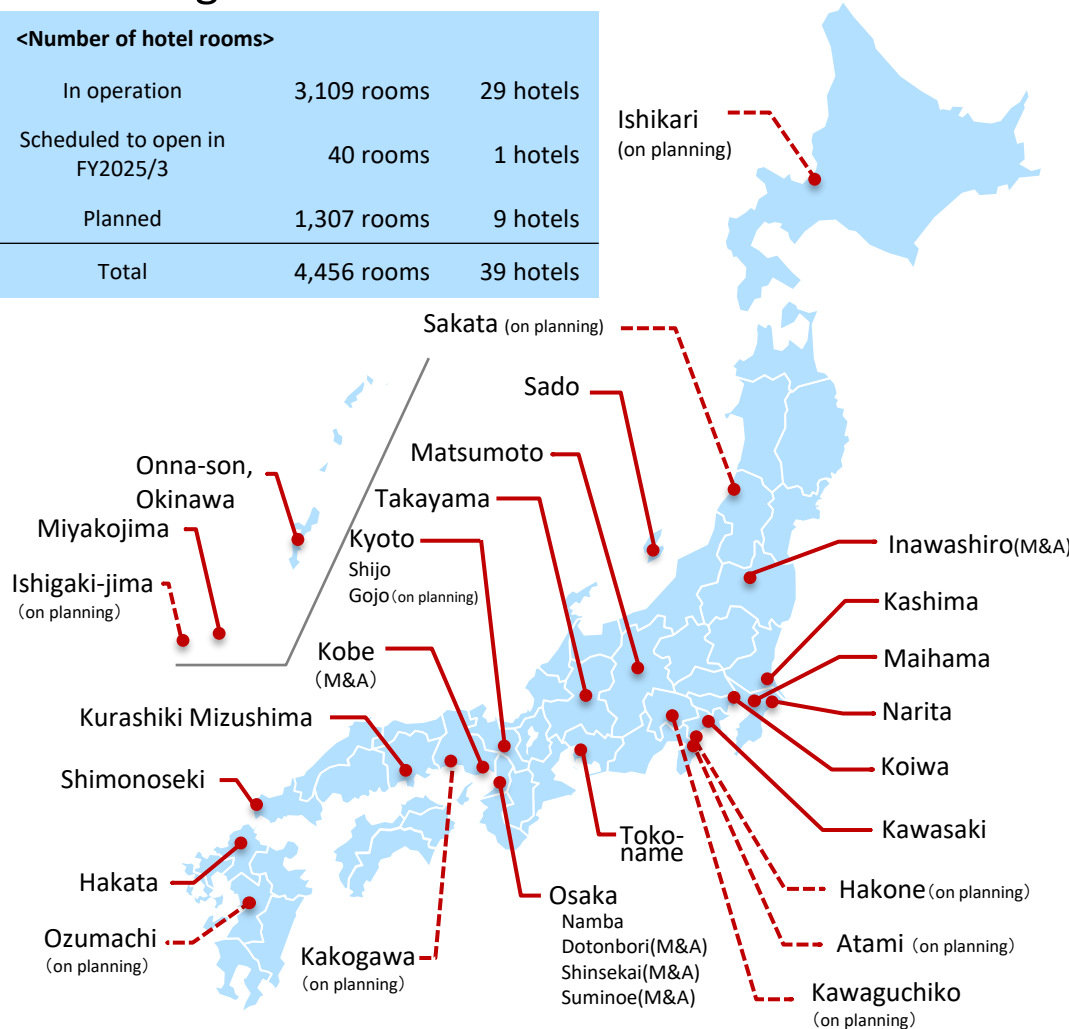 <Number of hotel rooms>
In operation 3,109 rooms 29 hotels
Scheduled to open in
FY2025/3 40 rooms 1 hotels
Planned 1,307 rooms 9 hotels
Total 4,456 rooms 39 hotels
Ishikari
(on planning)
Sakata (on planning)
Sado
Matsumoto
Takayama
Onna-son,
Okinawa
Miyakojima
Ishigaki-jima
(on planning)
Kyoto
Shijo
Gojo(on planning)
Kobe
(M&A)
Kurashiki Mizushima
Shimonoseki
Hakata
Ozumachi
(on planning)
Kakogawa
(on planning)
Osaka
Namba
Dotonbori(M&A)
Shinsekai(M&A)
Suminoe(M&A)
Toko-
name
Inawashiro(M&A)
Kashima
Maihama
Narita
Koiwa
Kawasaki
Hakone(on planning)
Atami (on planning)
Kawaguchiko
(on planning)